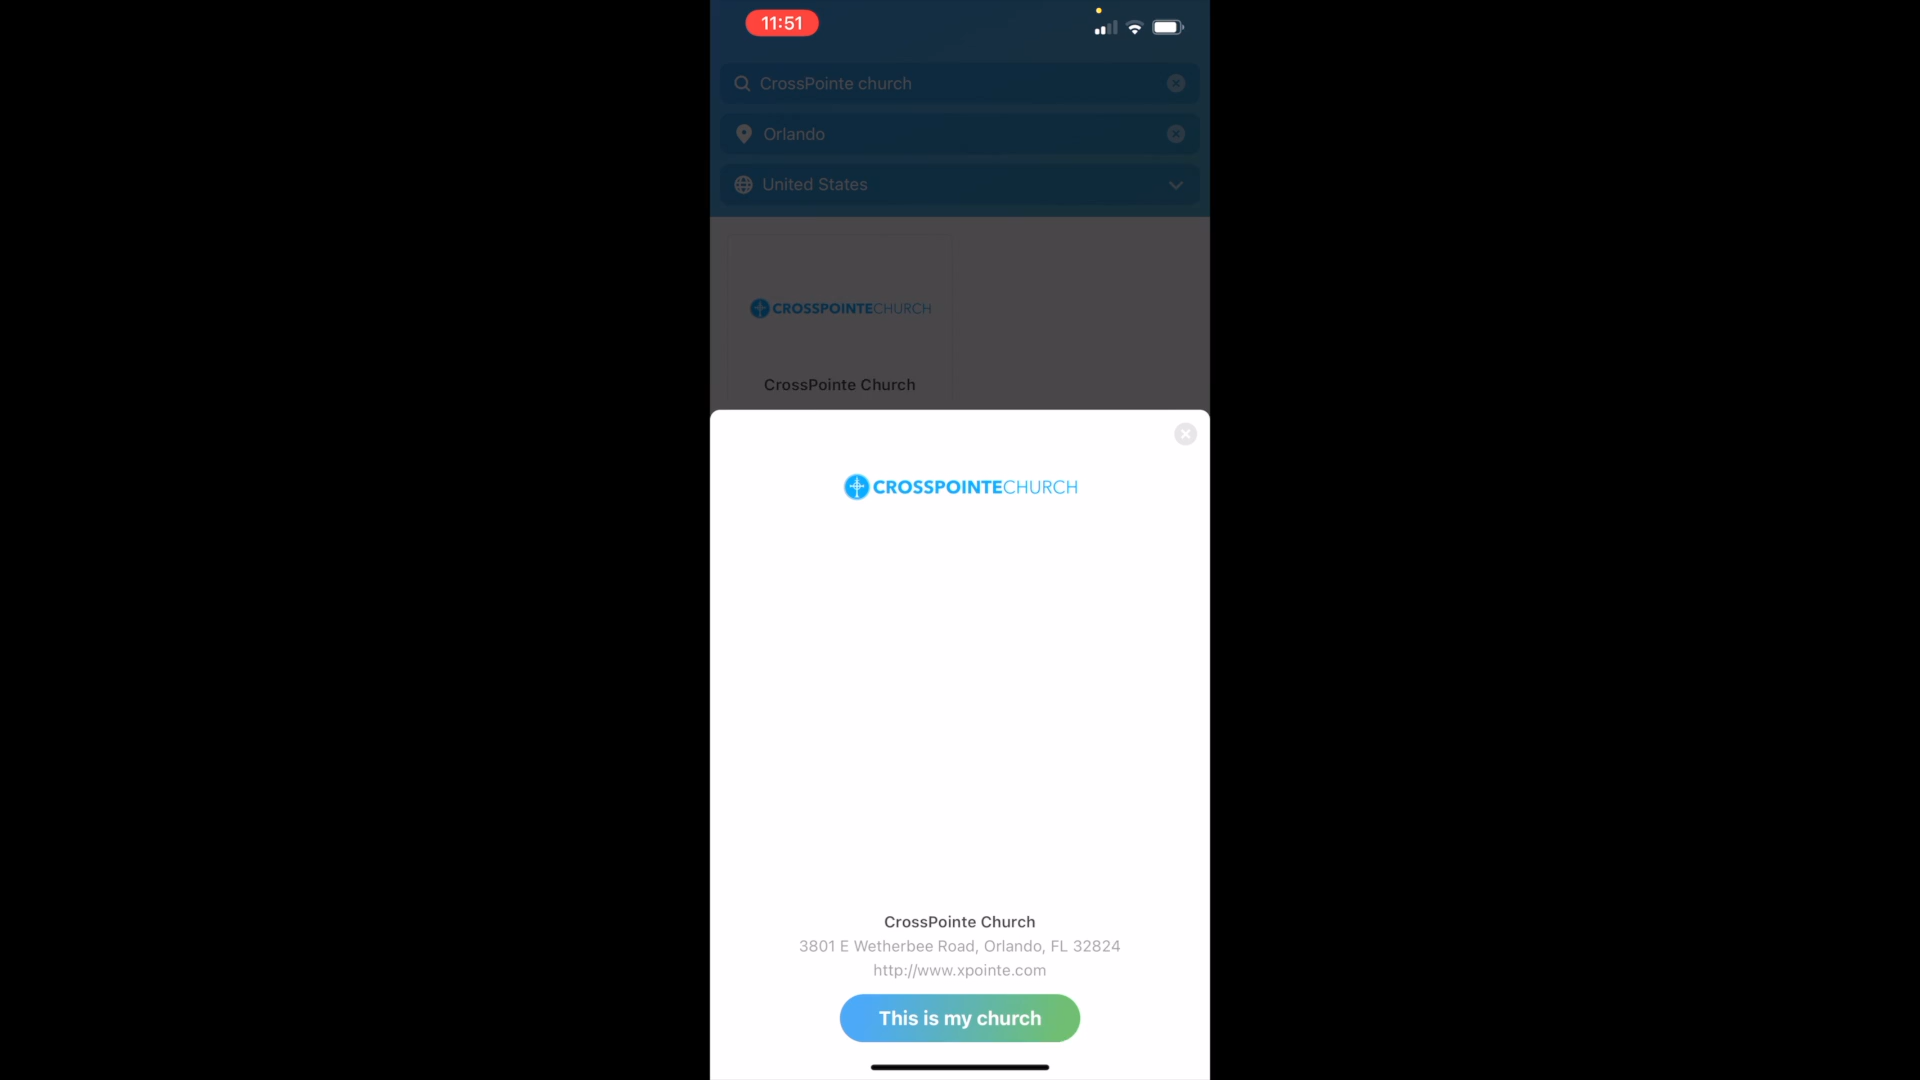 11:51
CrossPointe church
Orlando
United States
CROSSPOINTECHURCH
CrossPointe Church
CROSSPOINTECHURCH
CrossPointe Church
3801 E Wetherbee Road, Orlando, FL 32824
http://www.xpointe.com
This is my church